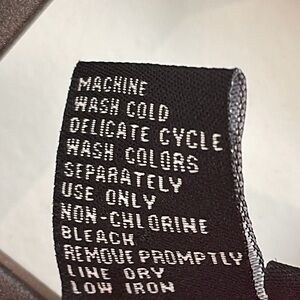 MACHINE
WASH COLD
DELICATE CYCLE
WASH COLORS
SEPARATELY
USE ONLY
NON-CHLORINE
BLEACH
REMOVE PROMPTLY
LINE DRY
LOW IRON